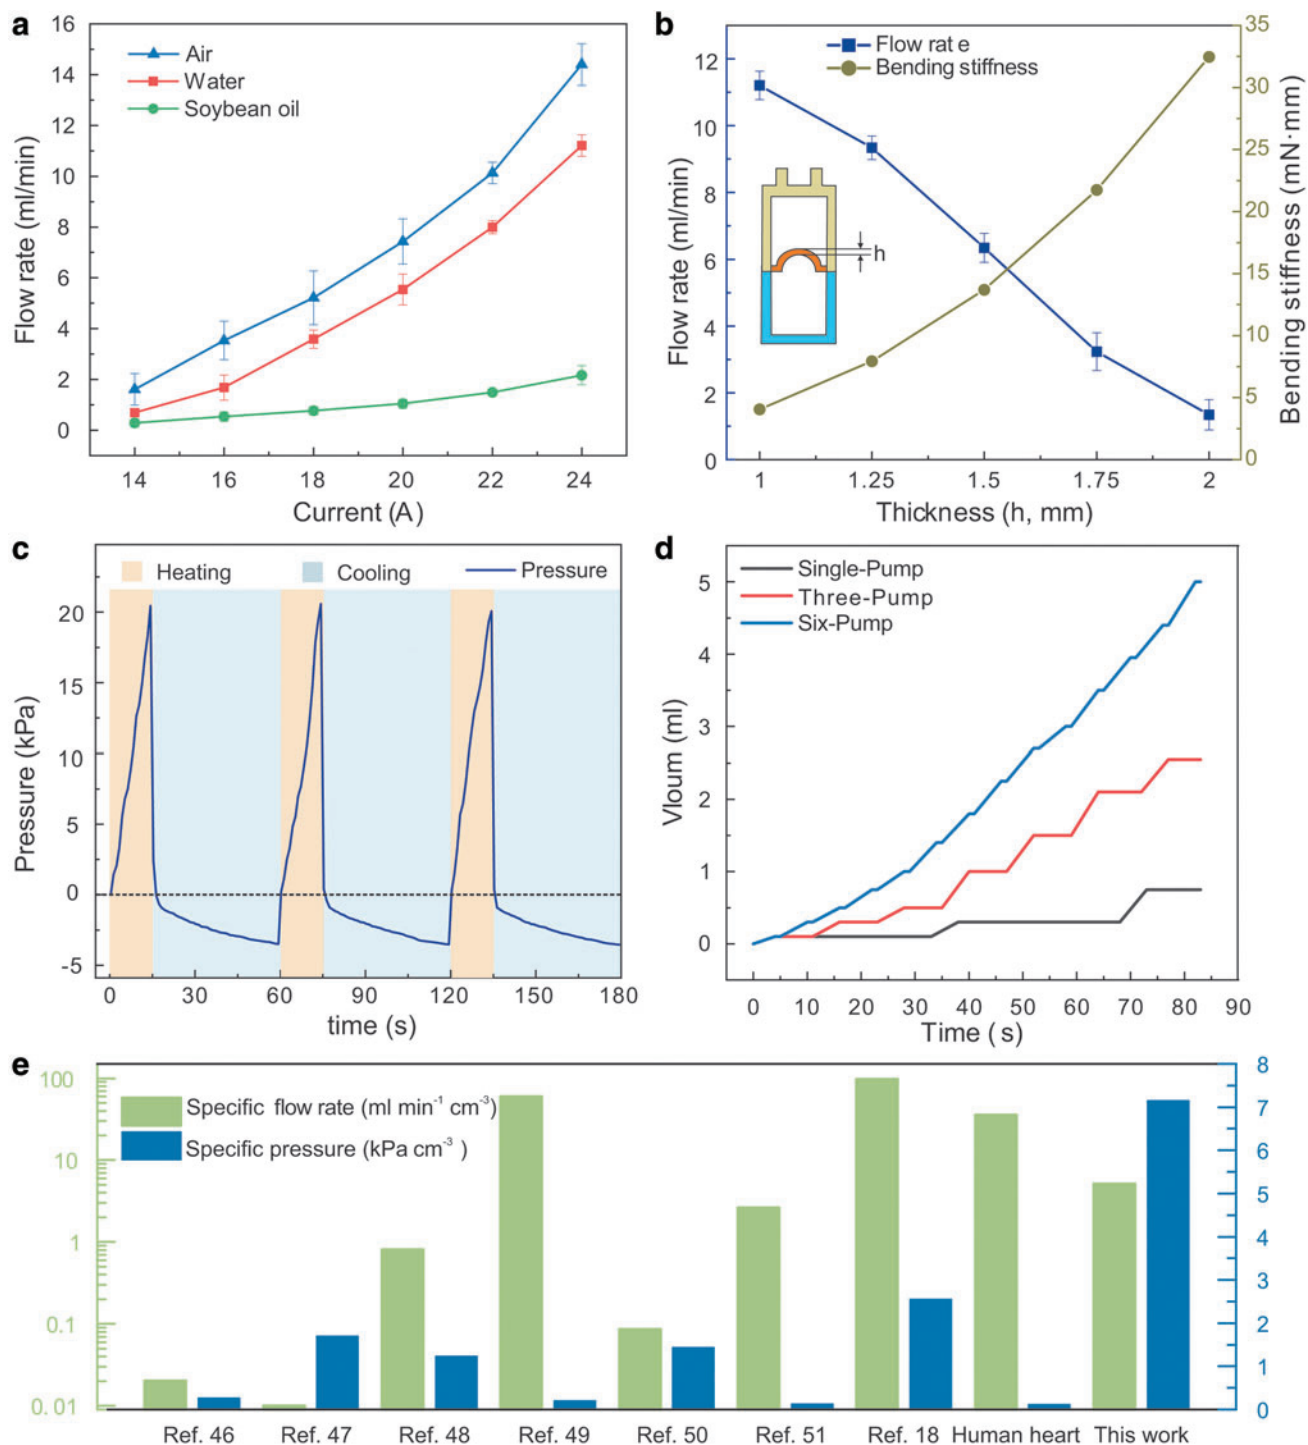 a
16
14
12
10
8
6
4
2
0
Flow rate (ml/min)
Air
Water
Soybean oil
14 16 18 20 22 24
Current (A)
b
12
10
8
6
4
2
0
Flow rate (ml/min)
Flow rat e
Bending stiffness
h
35
30
25
20
15
10
5
0
Bending stiffness (mN·mm)
1 1.25 1.5 1.75 2
Thickness (h, mm)
c
Heating Cooling Pressure
20
15
10
5
0
-5
Pressure (kPa)
0 30 60 90 120 150 180
time (s)
d
Single-Pump
Three-Pump
Six-Pump
5
4
3
2
1
0
Vloum (ml)
0 10 20 30 40 50 60 70 80 90
Time ( s)
e
100
10
1
0.1
0.01
Specific flow rate (ml min⁻¹ cm⁻³)
Specific pressure (kPa cm⁻³ )
8
7
6
5
4
3
2
1
0
Ref. 46 Ref. 47 Ref. 48 Ref. 49 Ref. 50 Ref. 51 Ref. 18 Human heart This work